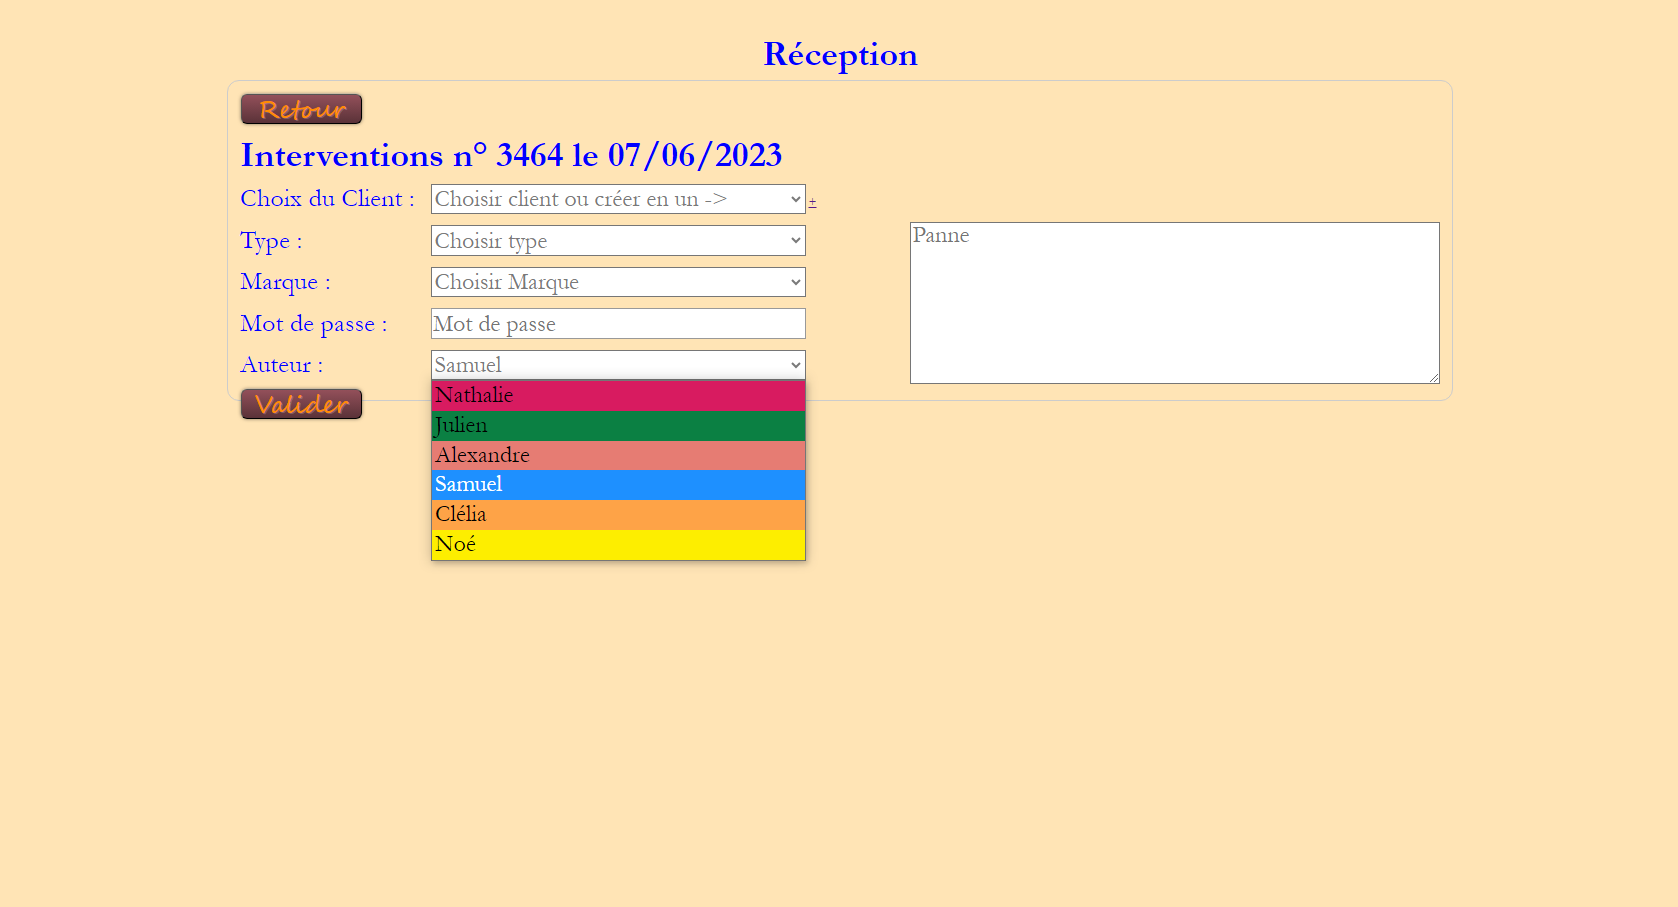 Réception
Retour
Interventions n° 3464 le 07/06/2023
Choix du Client : Choisir client ou créer en un -> +
Type : Choisir type
Panne
Marque : Choisir Marque
Mot de passe : Mot de passe
Auteur : Samuel
Nathalie
Valider
Julien
Alexandre
Samuel
Clélia
Noé